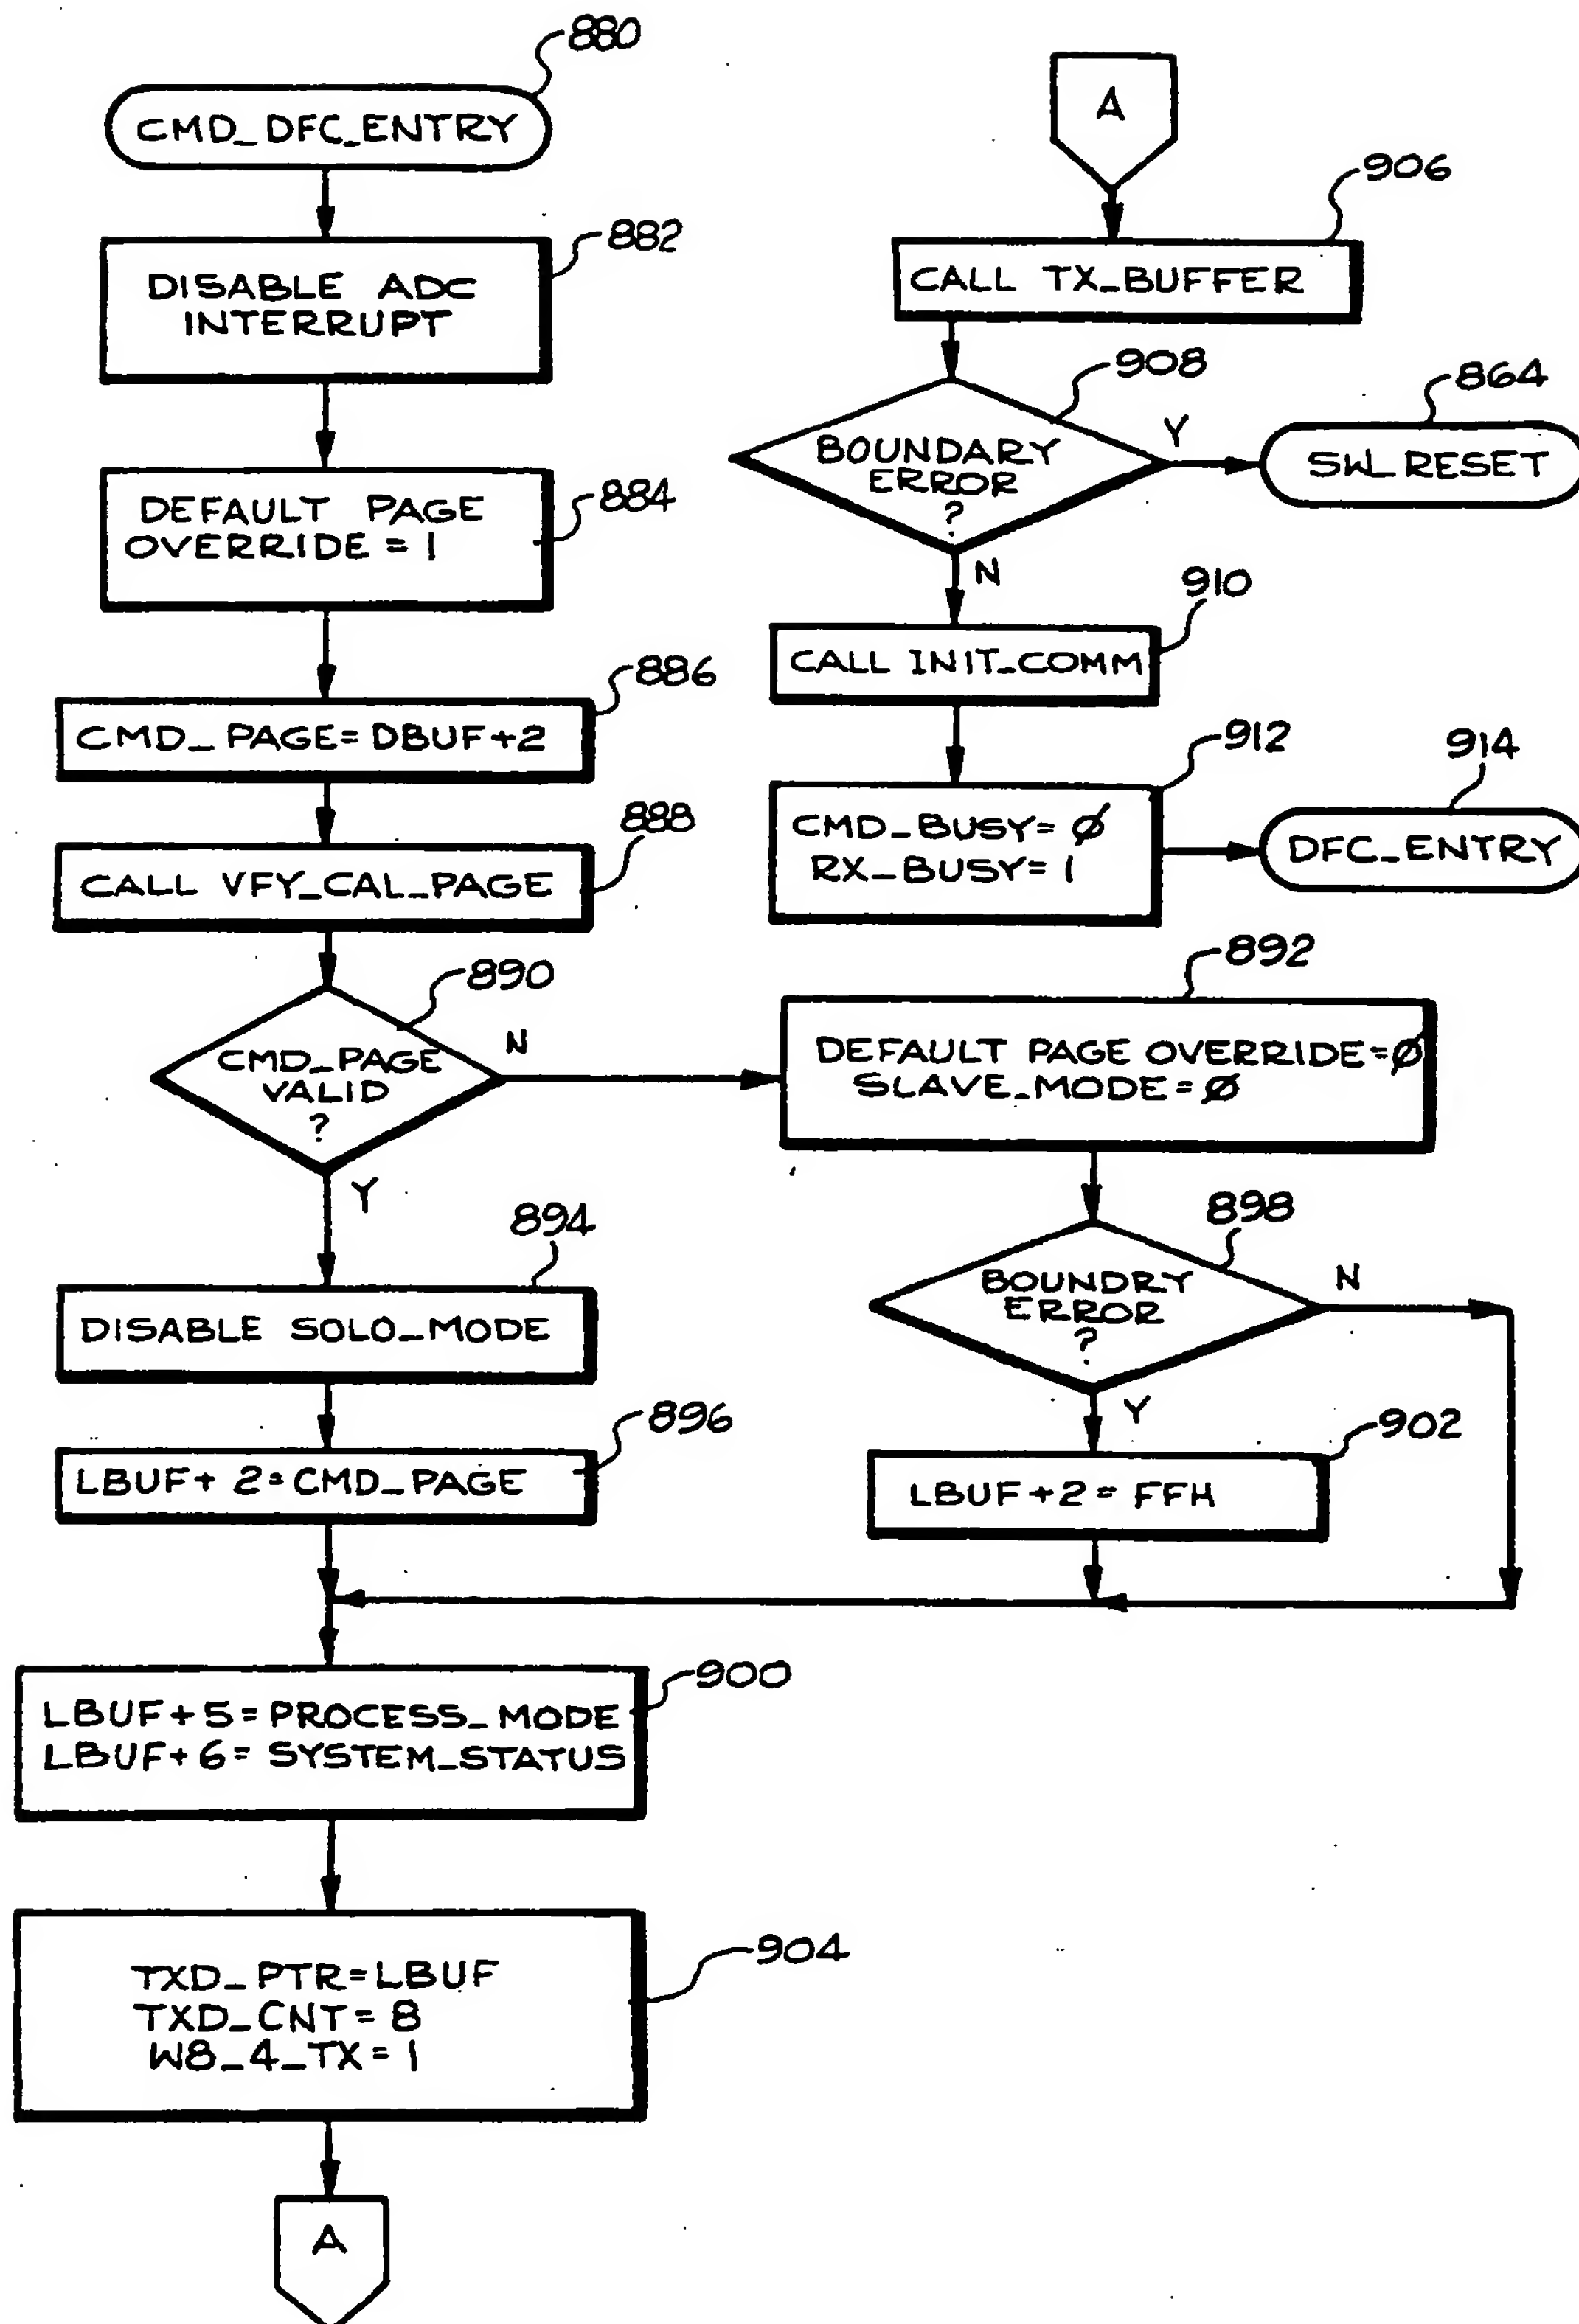 880
CMD_DFC_ENTRY
882
DISABLE ADC
INTERRUPT
884
DEFAULT PAGE
OVERRIDE = 1
886
CMD_ PAGE= DBUF+2
888
CALL VFY_CAL_PAGE
890
CMD_PAGE
VALID
?
N
Y
894
DISABLE SOLO_MODE
896
LBUF+ 2=CMD_PAGE
900
LBUF+5=PROCESS_MODE
LBUF+6= SYSTEM_STATUS
904
TXD_PTR=LBUF
TXD_CNT= 8
W8_4_TX= 1
A
A
906
CALL TX_BUFFER
908
BOUNDARY
ERROR
?
Y
864
SW_RESET
N
910
CALL INIT_COMM
912
CMD_BUSY= Ø
RX_BUSY= 1
914
DFC_ENTRY
892
DEFAULT PAGE OVERRIDE=Ø
SLAVE_MODE=Ø
898
BOUNDRY
ERROR
?
N
Y
902
LBUF+2= FFH